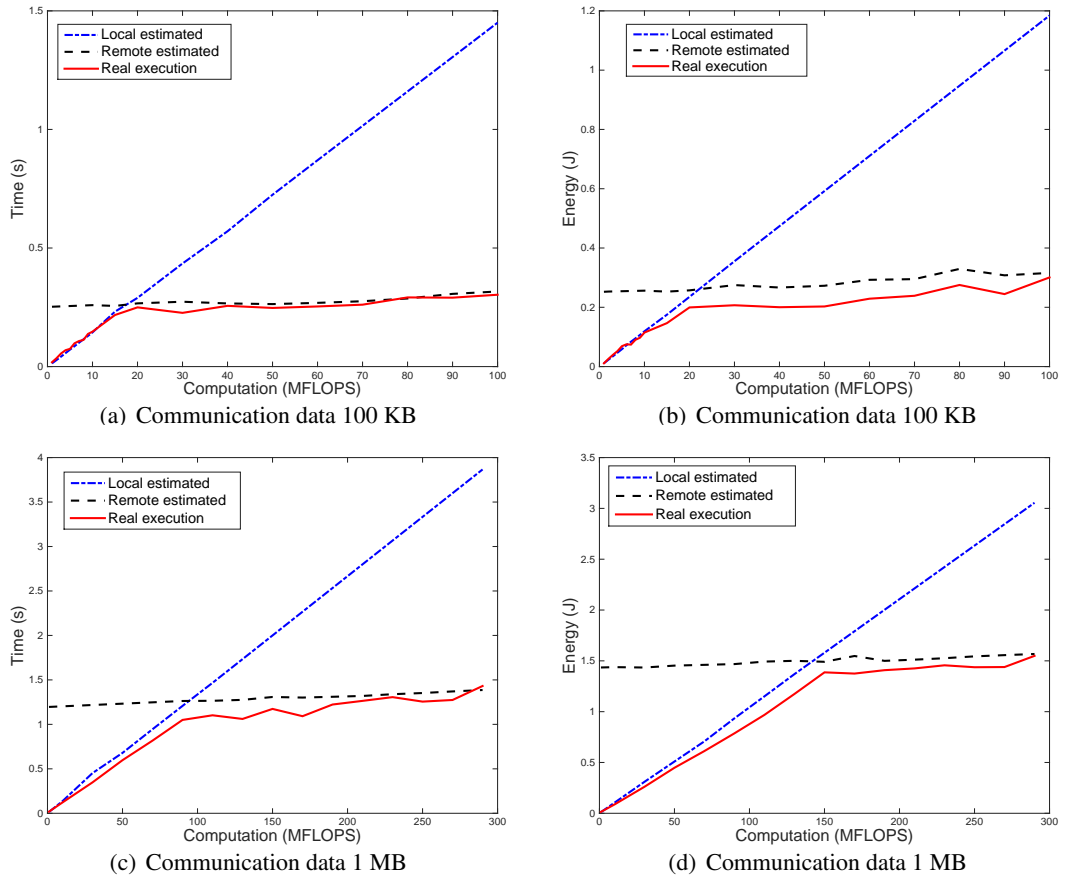 1.5
1
0.5
0
Time (s)
Local estimated
Remote estimated
Real execution
0 10 20 30 40 50 60 70 80 90 100
Computation (MFLOPS)
(a) Communication data 100 KB
1.2
1
0.8
0.6
0.4
0.2
0
Energy (J)
Local estimated
Remote estimated
Real execution
0 10 20 30 40 50 60 70 80 90 100
Computation (MFLOPS)
(b) Communication data 100 KB
4
3.5
3
2.5
2
1.5
1
0.5
0
Time (s)
Local estimated
Remote estimated
Real execution
0 50 100 150 200 250 300
Computation (MFLOPS)
(c) Communication data 1 MB
3.5
3
2.5
2
1.5
1
0.5
0
Energy (J)
Local estimated
Remote estimated
Real execution
0 50 100 150 200 250 300
Computation (MFLOPS)
(d) Communication data 1 MB